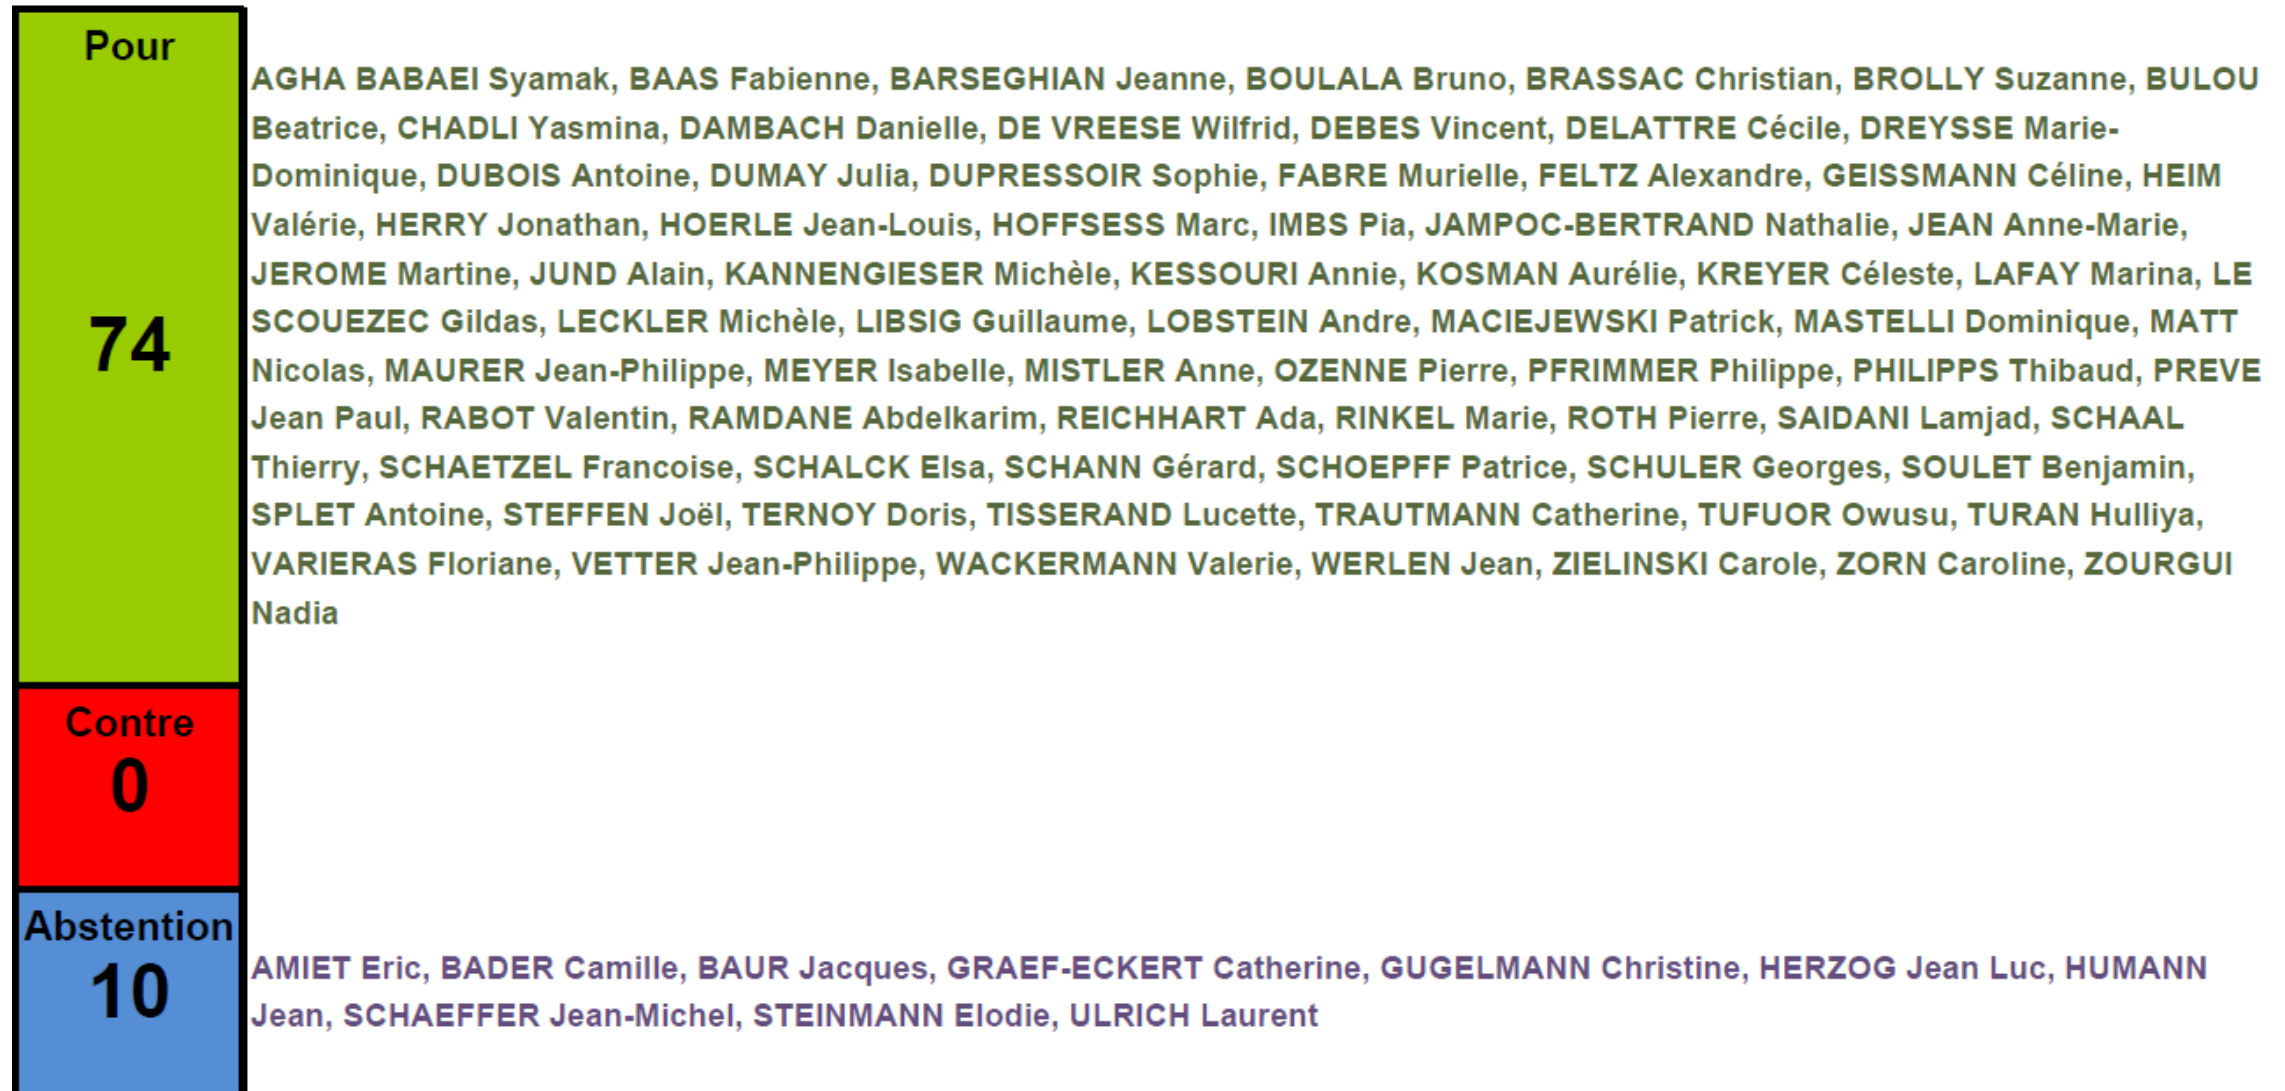 Pour
AGHA BABAEI Syamak, BAAS Fabienne, BARSEGHIAN Jeanne, BOULALA Bruno, BRASSAC Christian, BROLLY Suzanne, BULOU
Beatrice, CHADLI Yasmina, DAMBACH Danielle, DE VREESE Wilfrid, DEBES Vincent, DELATTRE Cécile, DREYSSE Marie-
Dominique, DUBOIS Antoine, DUMAY Julia, DUPRESSOIR Sophie, FABRE Murielle, FELTZ Alexandre, GEISSMANN Céline, HEIM
Valérie, HERRY Jonathan, HOERLE Jean-Louis, HOFFSESS Marc, IMBS Pia, JAMPOC-BERTRAND Nathalie, JEAN Anne-Marie,
JEROME Martine, JUND Alain, KANNENGIESER Michèle, KESSOURI Annie, KOSMAN Aurélie, KREYER Céleste, LAFAY Marina, LE
SCOUEZEC Gildas, LECKLER Michèle, LIBSIG Guillaume, LOBSTEIN Andre, MACIEJEWSKI Patrick, MASTELLI Dominique, MATT
74
Nicolas, MAURER Jean-Philippe, MEYER Isabelle, MISTLER Anne, OZENNE Pierre, PFRIMMER Philippe, PHILIPPS Thibaud, PREVE
Jean Paul, RABOT Valentin, RAMDANE Abdelkarim, REICHHART Ada, RINKEL Marie, ROTH Pierre, SAIDANI Lamjad, SCHAAL
Thierry, SCHAETZEL Francoise, SCHALCK Elsa, SCHANN Gérard, SCHOEPFF Patrice, SCHULER Georges, SOULET Benjamin,
SPLET Antoine, STEFFEN Joël, TERNOY Doris, TISSERAND Lucette, TRAUTMANN Catherine, TUFUOR Owusu, TURAN Hulliya,
VARIERAS Floriane, VETTER Jean-Philippe, WACKERMANN Valerie, WERLEN Jean, ZIELINSKI Carole, ZORN Caroline, ZOURGUI
Nadia
Contre
0
Abstention
10
AMIET Eric, BADER Camille, BAUR Jacques, GRAEF-ECKERT Catherine, GUGELMANN Christine, HERZOG Jean Luc, HUMANN
Jean, SCHAEFFER Jean-Michel, STEINMANN Elodie, ULRICH Laurent